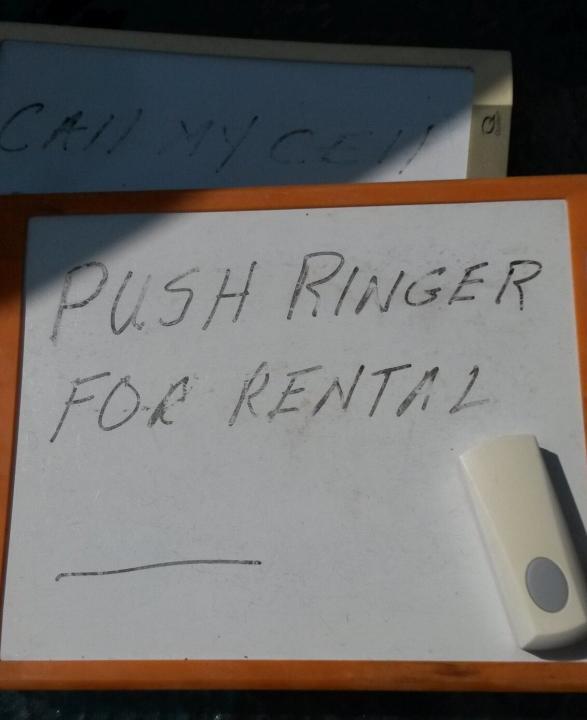 CAll MY CEll
PUSH RINGER
FOR RENTAL